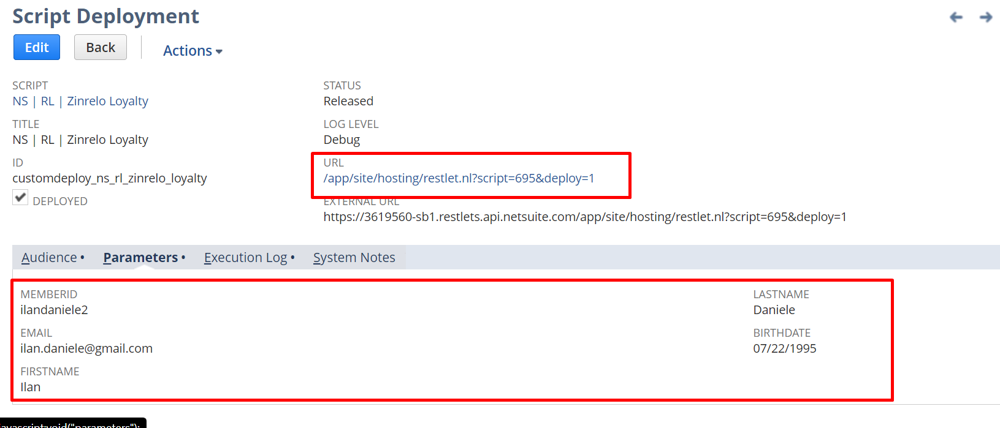 Script Deployment
Edit Back Actions
SCRIPT
NS | RL | Zinrelo Loyalty
TITLE
NS | RL | Zinrelo Loyalty
ID
customdeploy_ns_rl_zinrelo_loyalty
DEPLOYED
STATUS
Released
LOG LEVEL
Debug
URL
/app/site/hosting/restlet.nl?script=695&deploy=1
EXTERNAL URL
https://3619560-sb1.restlets.api.netsuite.com/app/site/hosting/restlet.nl?script=695&deploy=1
Audience • Parameters • Execution Log • System Notes
MEMBERID
ilandaniele2
EMAIL
ilan.daniele@gmail.com
FIRSTNAME
Ilan
LASTNAME
Daniele
BIRTHDATE
07/22/1995
avascript:void("parameters");